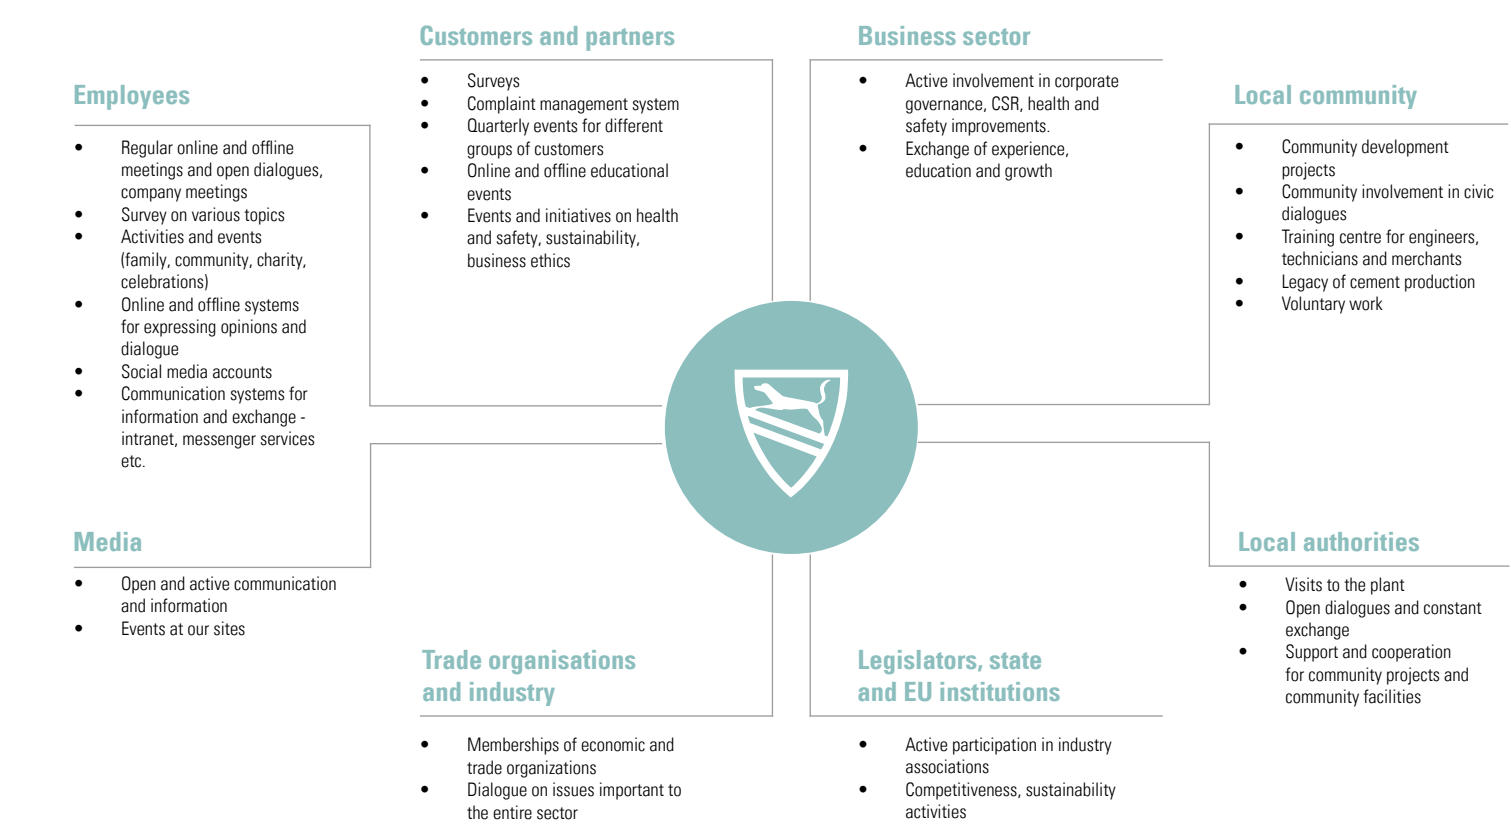 Customers and partners
• Surveys
• Complaint management system
• Quarterly events for different
groups of customers
• Online and offline educational
events
• Events and initiatives on health
and safety, sustainability,
business ethics
Business sector
• Active involvement in corporate
governance, CSR, health and
safety improvements.
• Exchange of experience,
education and growth
Employees
• Regular online and offline
meetings and open dialogues,
company meetings
• Survey on various topics
• Activities and events
(family, community, charity,
celebrations)
• Online and offline systems
for expressing opinions and
dialogue
• Social media accounts
• Communication systems for
information and exchange -
intranet, messenger services
etc.
Local community
• Community development
projects
• Community involvement in civic
dialogues
• Training centre for engineers,
technicians and merchants
• Legacy of cement production
• Voluntary work
Media
• Open and active communication
and information
• Events at our sites
Local authorities
• Visits to the plant
• Open dialogues and constant
exchange
• Support and cooperation
for community projects and
community facilities
Trade organisations
and industry
• Memberships of economic and
trade organizations
• Dialogue on issues important to
the entire sector
Legislators, state
and EU institutions
• Active participation in industry
associations
• Competitiveness, sustainability
activities